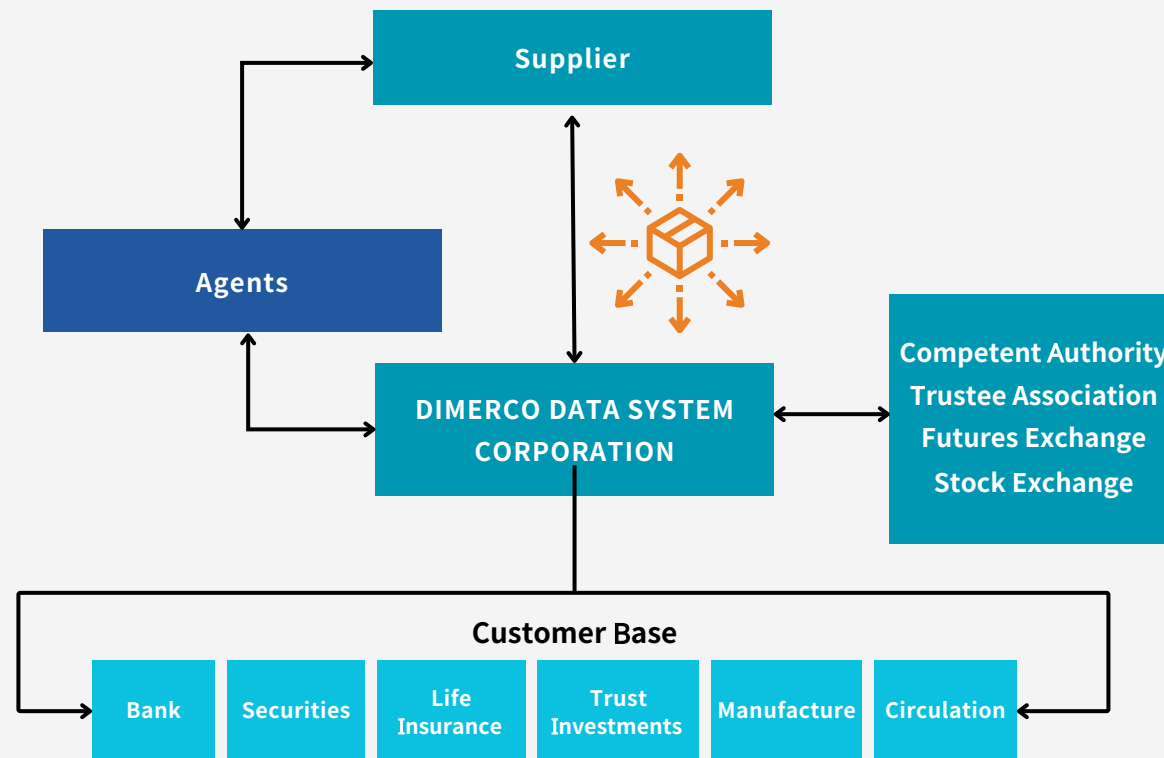 Supplier
Agents
DIMERCO DATA SYSTEM
CORPORATION
Competent Authority
Trustee Association
Futures Exchange
Stock Exchange
Customer Base
Bank
Securities
Life
Insurance
Trust
Investments
Manufacture
Circulation